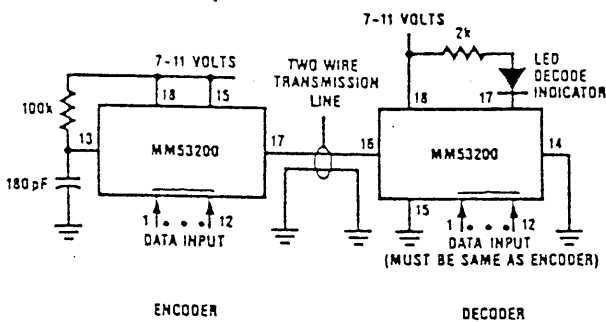 7-11 VOLTS
100k
18
15
13
MM53200
17
180pF
1
12
DATA INPUT
ENCODER
TWO WIRE
TRANSMISSION
LINE
7-11 VOLTS
2k
LED
DECODE
INDICATOR
18
17
16
MM53200
14
15
1
12
DATA INPUT
(MUST BE SAME AS ENCODER)
DECODER